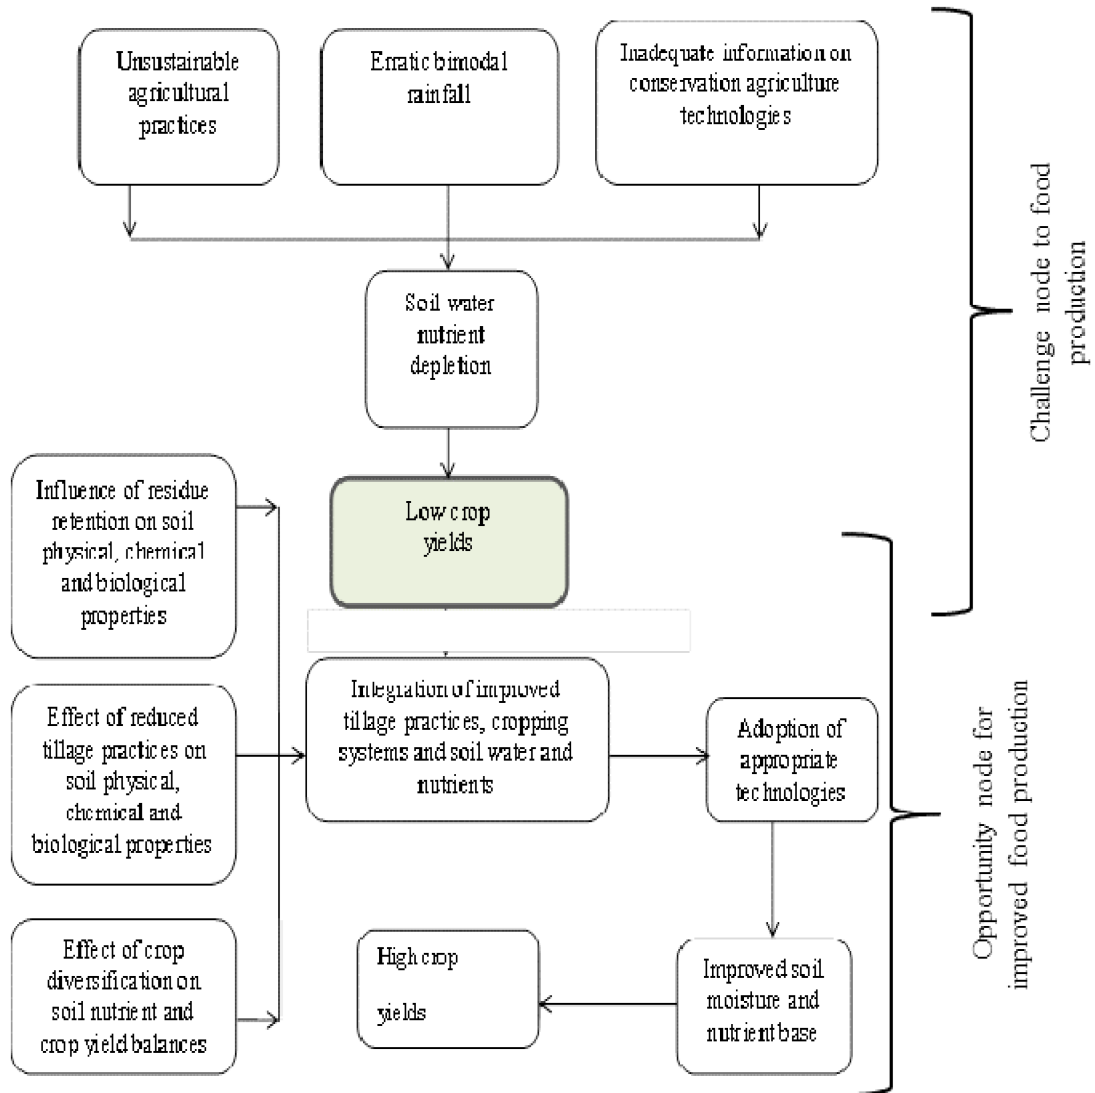 Unsustainable
agricultural
practices
Erratic bimodal
rainfall
Inadequate information on
conservation agriculture
technologies
Soil water
nutrient
depletion
Low crop
yields
Challenge node to food
production
Influence of residue
retention on soil
physical, chemical
and biological
properties
Effect of reduced
tillage practices on
soil physical,
chemical and
biological properties
Effect of crop
diversification on
soil nutrient and
crop yield balances
Integration of improved
tillage practices, cropping
systems and soil water and
nutrients
Adoption of
appropriate
technologies
Improved soil
moisture and
nutrient base
High crop
yields
Opportunity node for
improved food production